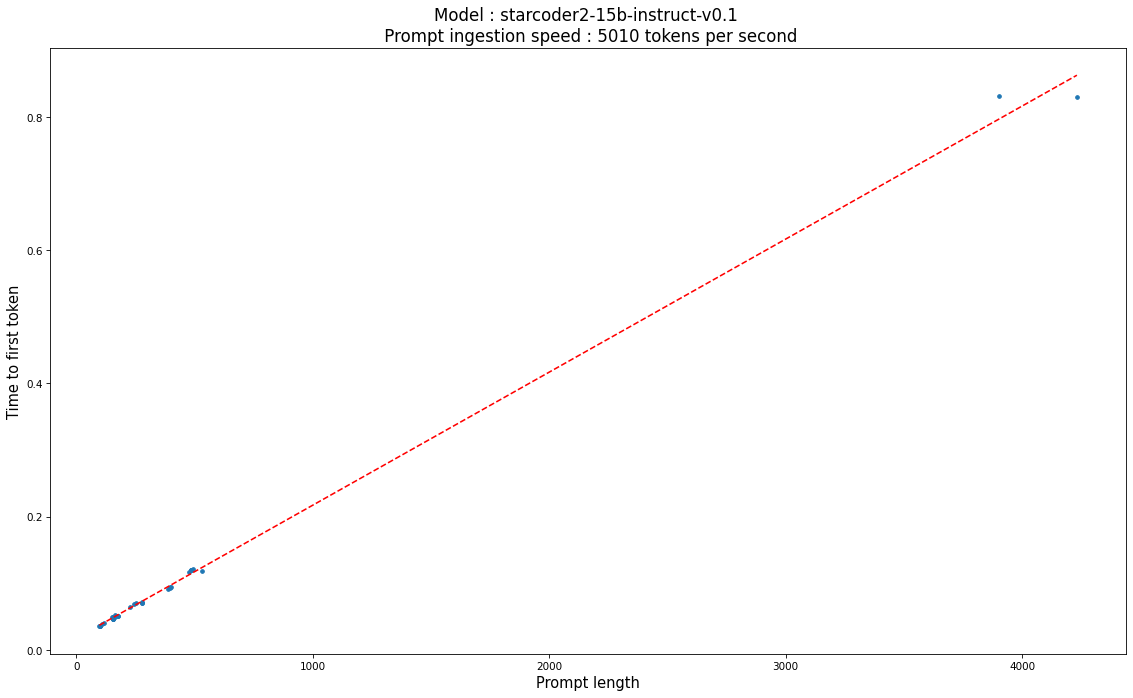 Model : starcoder2-15b-instruct-v0.1
Prompt ingestion speed : 5010 tokens per second
Time to first token
0.8
0.6
0.4
0.2
0.0
0 1000 2000 3000 4000
Prompt length